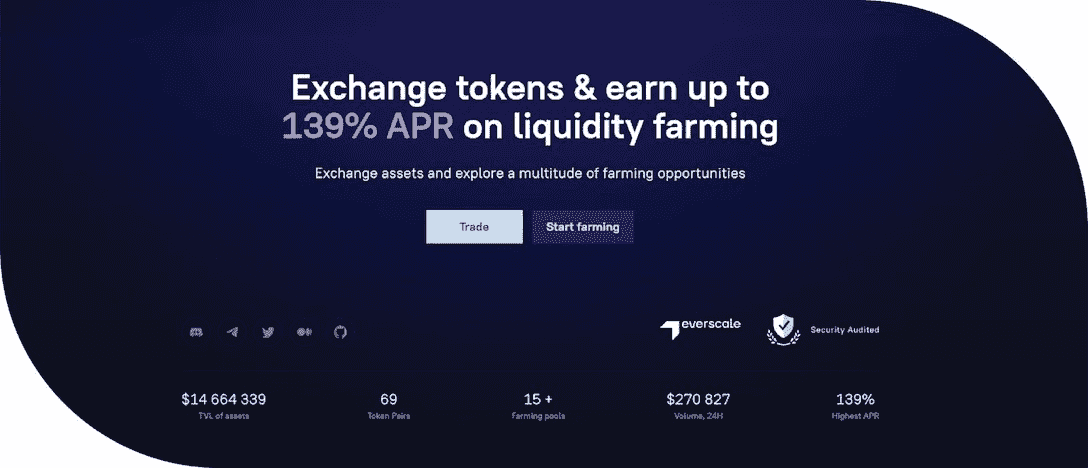 Exchange tokens & earn up to
139% APR on liquidity farming
Exchange assets and explore a multitude of farming opportunities
Trade
Start farming
everscale
Security Audited
$14 664 339
TVL of assets
69
Token Pairs
15 +
Farming pools
$270 827
Volume, 24H
139%
Highest APR